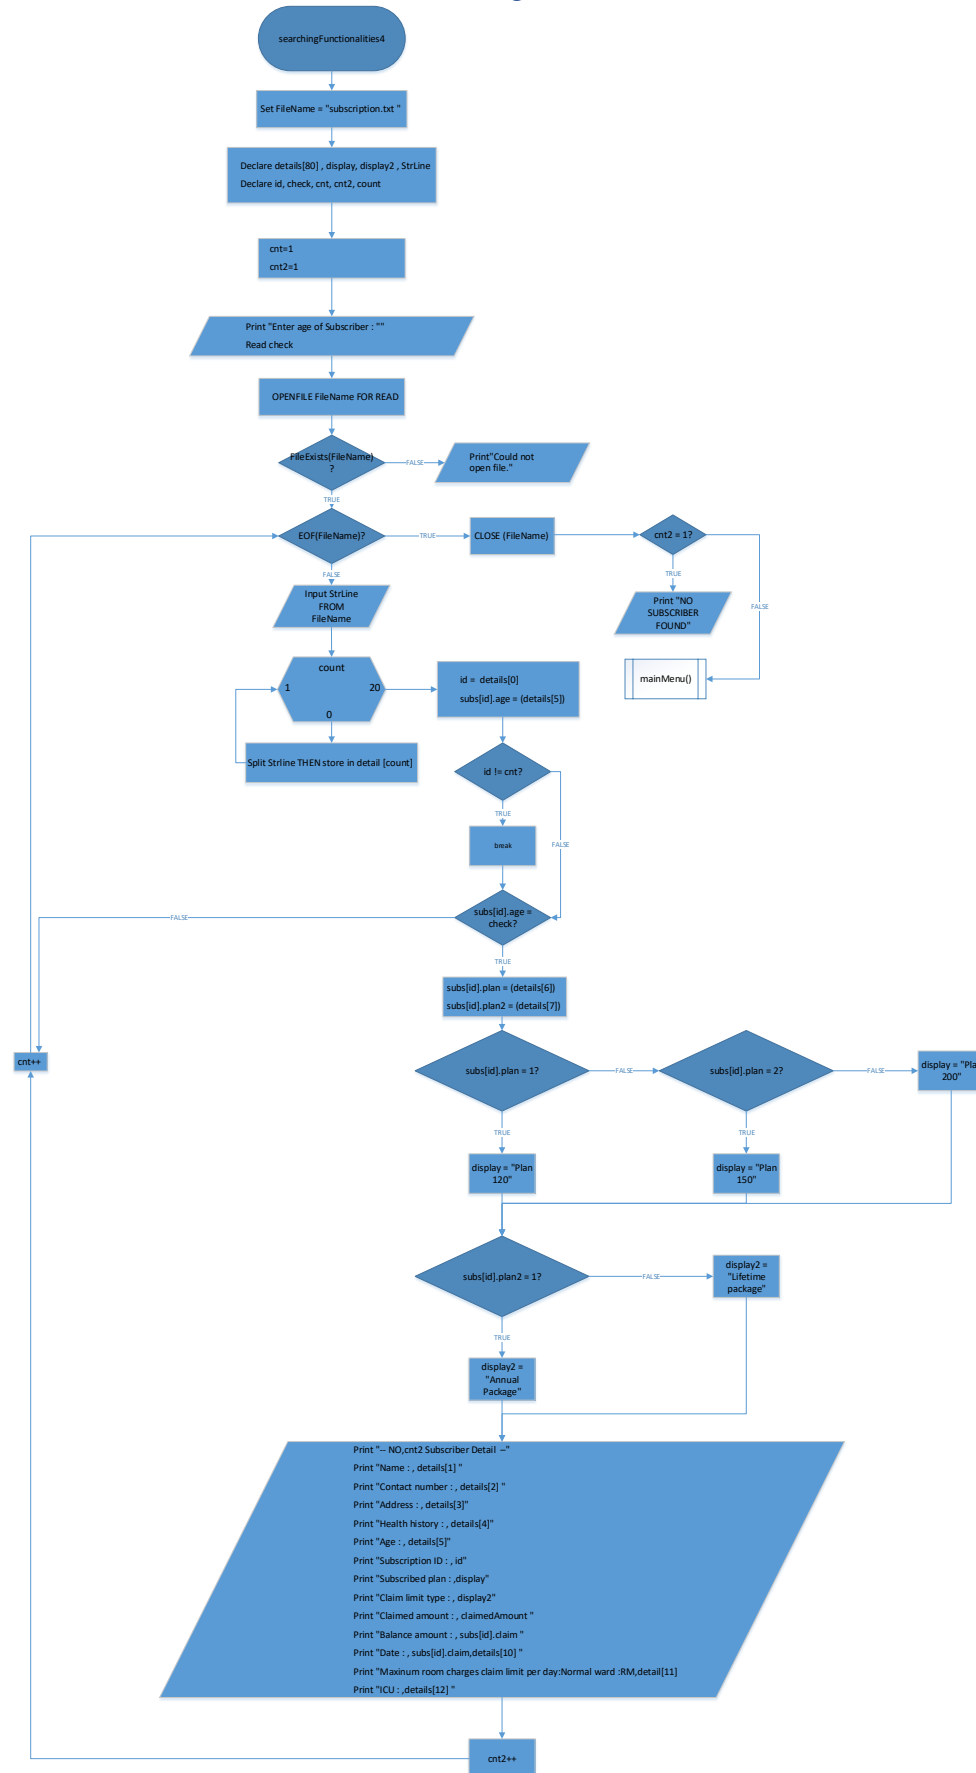 searchingFunctionalities4
Set FileName = "subscription.txt "
Declare details[80] , display, display2 , StrLine
Declare id, check, cnt, cnt2, count
cnt=1
cnt2=1
Print "Enter age of Subscriber : ""
Read check
OPENFILE FileName FOR READ
FileExists(FileName)
?
FALSE
Print"Could not
open file."
TRUE
EOF(FileName)?
TRUE
CLOSE (FileName)
cnt2 = 1?
TRUE
FALSE
Print "NO
SUBSCRIBER
FOUND"
mainMenu()
FALSE
Input StrLine
FROM
FileName
count
1
20
0
Split Strline THEN store in detail [count]
id = details[0]
subs[id].age = (details[5])
id != cnt?
TRUE
FALSE
break
subs[id].age =
check?
FALSE
TRUE
subs[id].plan = (details[6])
subs[id].plan2 = (details[7])
cnt++
subs[id].plan = 1?
FALSE
subs[id].plan = 2?
FALSE
display = "Pla
200"
TRUE
TRUE
display = "Plan
120"
display = "Plan
150"
subs[id].plan2 = 1?
FALSE
display2 =
"Lifetime
package"
TRUE
display2 =
"Annual
Package"
Print "-- NO,cnt2 Subscriber Detail --"
Print "Name : , details[1] "
Print "Contact number : , details[2] "
Print "Address : , details[3]"
Print "Health history : , details[4]"
Print "Age : , details[5]"
Print "Subscription ID : , id"
Print "Subscribed plan : ,display"
Print "Claim limit type : , display2"
Print "Claimed amount : , claimedAmount "
Print "Balance amount : , subs[id].claim "
Print "Date : , subs[id].claim,details[10] "
Print "Maxinum room charges claim limit per day:Normal ward :RM,detail[11]
Print "ICU : ,details[12] "
cnt2++